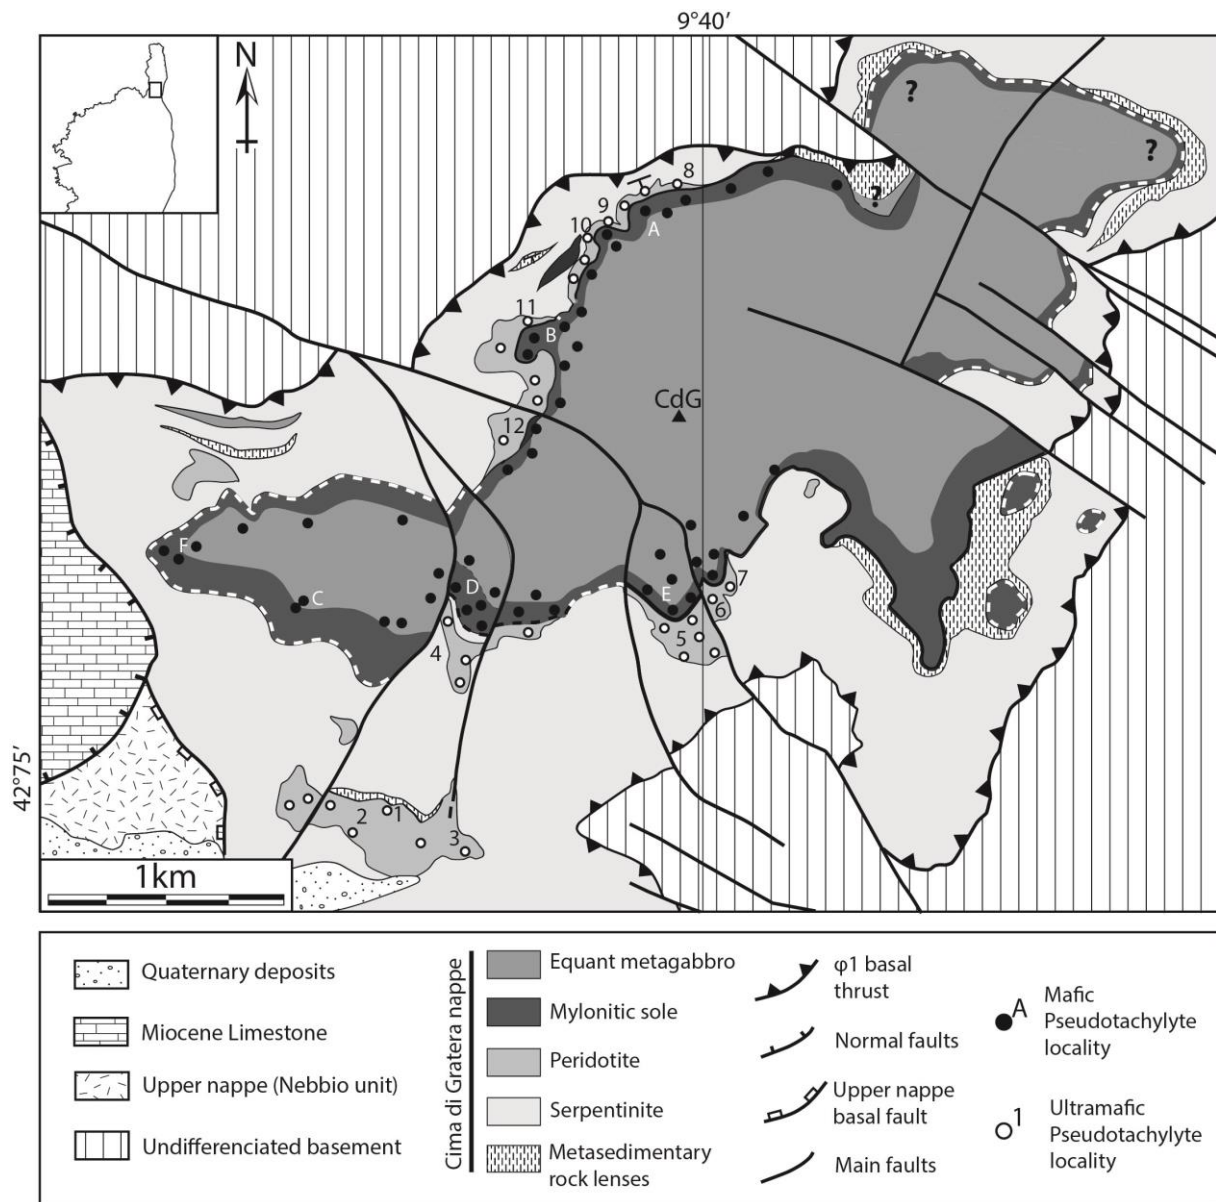 9°40'
N
?
?
?
8
9
A
10
11
B
CdG
12
F
D
E
7
C
6
5
4
42°75'
1
2
3
1km
Quaternary deposits
Miocene Limestone
Upper nappe (Nebbio unit)
Undifferenciated basement
Cima di Gratera nappe
Equant metagabbro
Mylonitic sole
Peridotite
Serpentinite
Metasedimentary
rock lenses
φ1 basal
thrust
Normal faults
Upper nappe
basal fault
Main faults
A
Mafic
Pseudotachylyte
locality
1
Ultramafic
Pseudotachylyte
locality